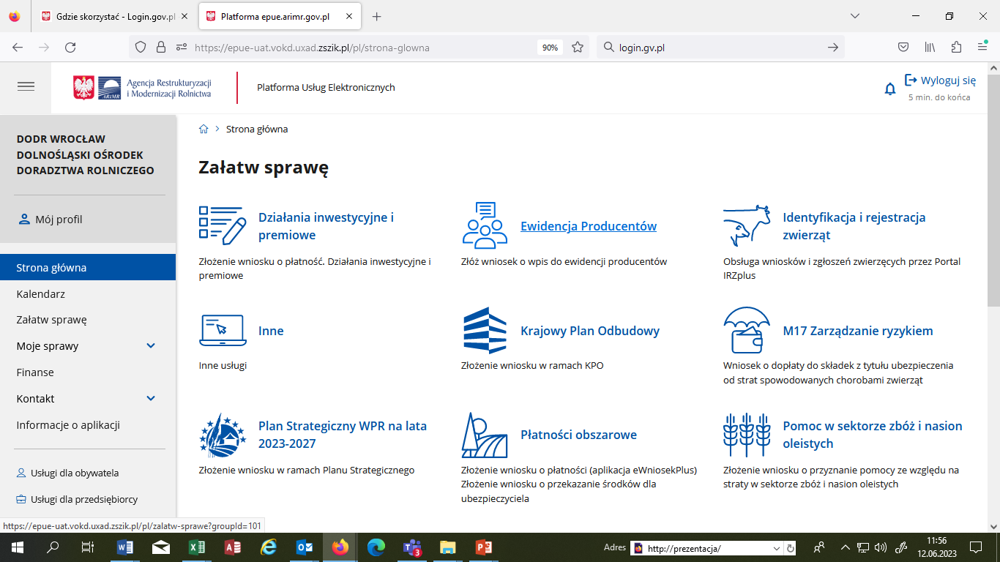 Gdzie skorzystać - Login.gov.pl
Platforma epue.arimr.gov.pl
https://epue-uat.vokd.uxad.zszik.pl/pl/strona-glowna
90%
login.gv.pl
ARiMR
Agencja Restrukturyzacji
i Modernizacji Rolnictwa
Platforma Usług Elektronicznych
Wyloguj się
5 min. do końca
DODR WROCŁAW
DOLNOŚLĄSKI OŚRODEK
DORADZTWA ROLNICZEGO
Mój profil
Strona główna
Kalendarz
Załatw sprawę
Moje sprawy
Finanse
Kontakt
Informacje o aplikacji
Usługi dla obywatela
Usługi dla przedsiębiorcy
Strona główna
Załatw sprawę
Działania inwestycyjne i
premiowe
Złożenie wniosku o płatność. Działania inwestycyjne i
premiowe
Ewidencja Producentów
Złóż wniosek o wpis do ewidencji producentów
Identyfikacja i rejestracja
zwierząt
Obsługa wniosków i zgłoszeń zwierzęcych przez Portal
IRZplus
Inne
Inne usługi
Krajowy Plan Odbudowy
Złożenie wniosku w ramach KPO
M17 Zarządzanie ryzykiem
Wniosek o dopłaty do składek z tytułu ubezpieczenia
od strat spowodowanych chorobami zwierząt
Plan Strategiczny WPR na lata
2023-2027
Złożenie wniosku w ramach Planu Strategicznego
Płatności obszarowe
Złożenie wniosku o płatności (aplikacja eWniosekPlus)
Złożenie wniosku o przekazanie środków dla
ubezpieczyciela
Pomoc w sektorze zbóż i nasion
oleistych
Złożenie wniosku o przyznanie pomocy ze względu na
straty w sektorze zbóż i nasion oleistych
https://epue-uat.vokd.uxad.zszik.pl/pl/zalatw-sprawe?groupId=101
3
Adres
http://prezentacja/
11:56
12.06.2023